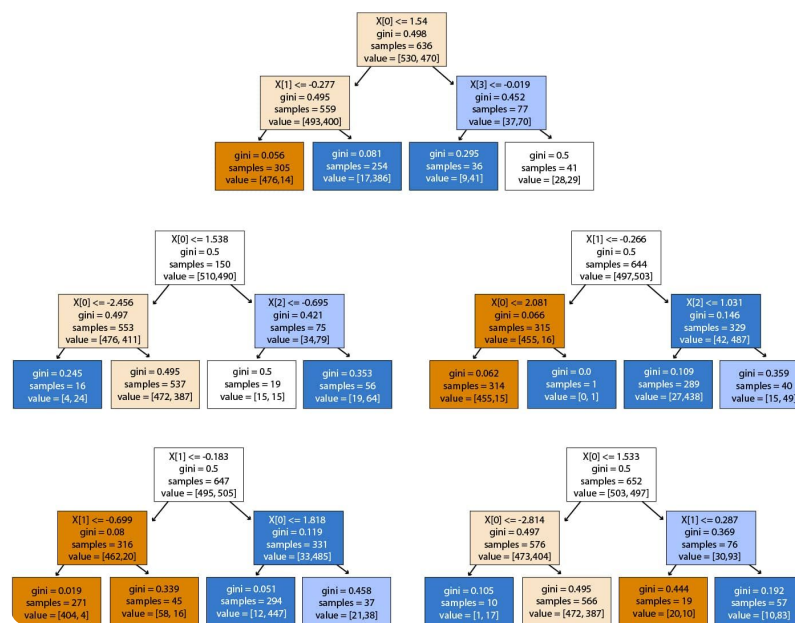 X[0] <= 1.54
gini = 0.498
samples = 636
value = [530, 470]
X[1] <= -0.277
gini = 0.495
samples = 559
value = [493,400]
X[3] <= -0.019
gini = 0.452
samples = 77
value = [37,70]
gini = 0.056
samples = 305
value = [476,14]
gini = 0.081
samples = 254
value = [17,386]
gini = 0.295
samples = 36
value = [9,41]
gini = 0.5
samples = 41
value = [28,29]
X[0] <= 1.538
gini = 0.5
samples = 150
value = [510,490]
X[0] <= -2.456
gini = 0.497
samples = 553
value = [476, 411]
X[2] <= -0.695
gini = 0.421
samples = 75
value = [34,79]
gini = 0.245
samples = 16
value = [4, 24]
gini = 0.495
samples = 537
value = [472, 387]
gini = 0.5
samples = 19
value = [15, 15]
gini = 0.353
samples = 56
value = [19, 64]
X[1] <= -0.266
gini = 0.5
samples = 644
value = [497,503]
X[0] <= 2.081
gini = 0.066
samples = 315
value = [455, 16]
X[2] <= 1.031
gini = 0.146
samples = 329
value = [42, 487]
gini = 0.062
samples = 314
value = [455,15]
gini = 0.0
samples = 1
value = [0, 1]
gini = 0.109
samples = 289
value = [27,438]
gini = 0.359
samples = 40
value = [15, 49]
X[1] <= -0.183
gini = 0.5
samples = 647
value = [495, 505]
X[1] <= -0.699
gini = 0.08
samples = 316
value = [462,20]
X[0] <= 1.818
gini = 0.119
samples = 331
value = [33,485]
gini = 0.019
samples = 271
value = [404, 4]
gini = 0.339
samples = 45
value = [58, 16]
gini = 0.051
samples = 294
value = [12, 447]
gini = 0.458
samples = 37
value = [21,38]
X[0] <= 1.533
gini = 0.5
samples = 652
value = [503, 497]
X[0] <= -2.814
gini = 0.497
samples = 576
value = [473,404]
X[1] <= 0.287
gini = 0.369
samples = 76
value = [30,93]
gini = 0.105
samples = 10
value = [1, 17]
gini = 0.495
samples = 566
value = [472, 387]
gini = 0.444
samples = 19
value = [20,10]
gini = 0.192
samples = 57
value = [10,83]